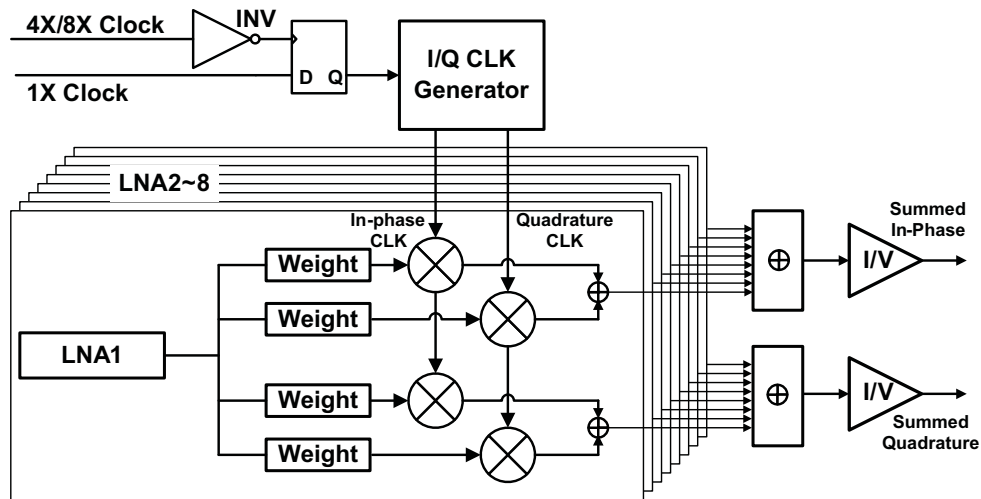 4X/8X Clock
INV
1X Clock
D Q
I/Q CLK
Generator
LNA2~8
In-phase
CLK
Quadrature
CLK
Weight
Weight
LNA1
Weight
Weight
Summed
In-Phase
I/V
I/V
Summed
Quadrature